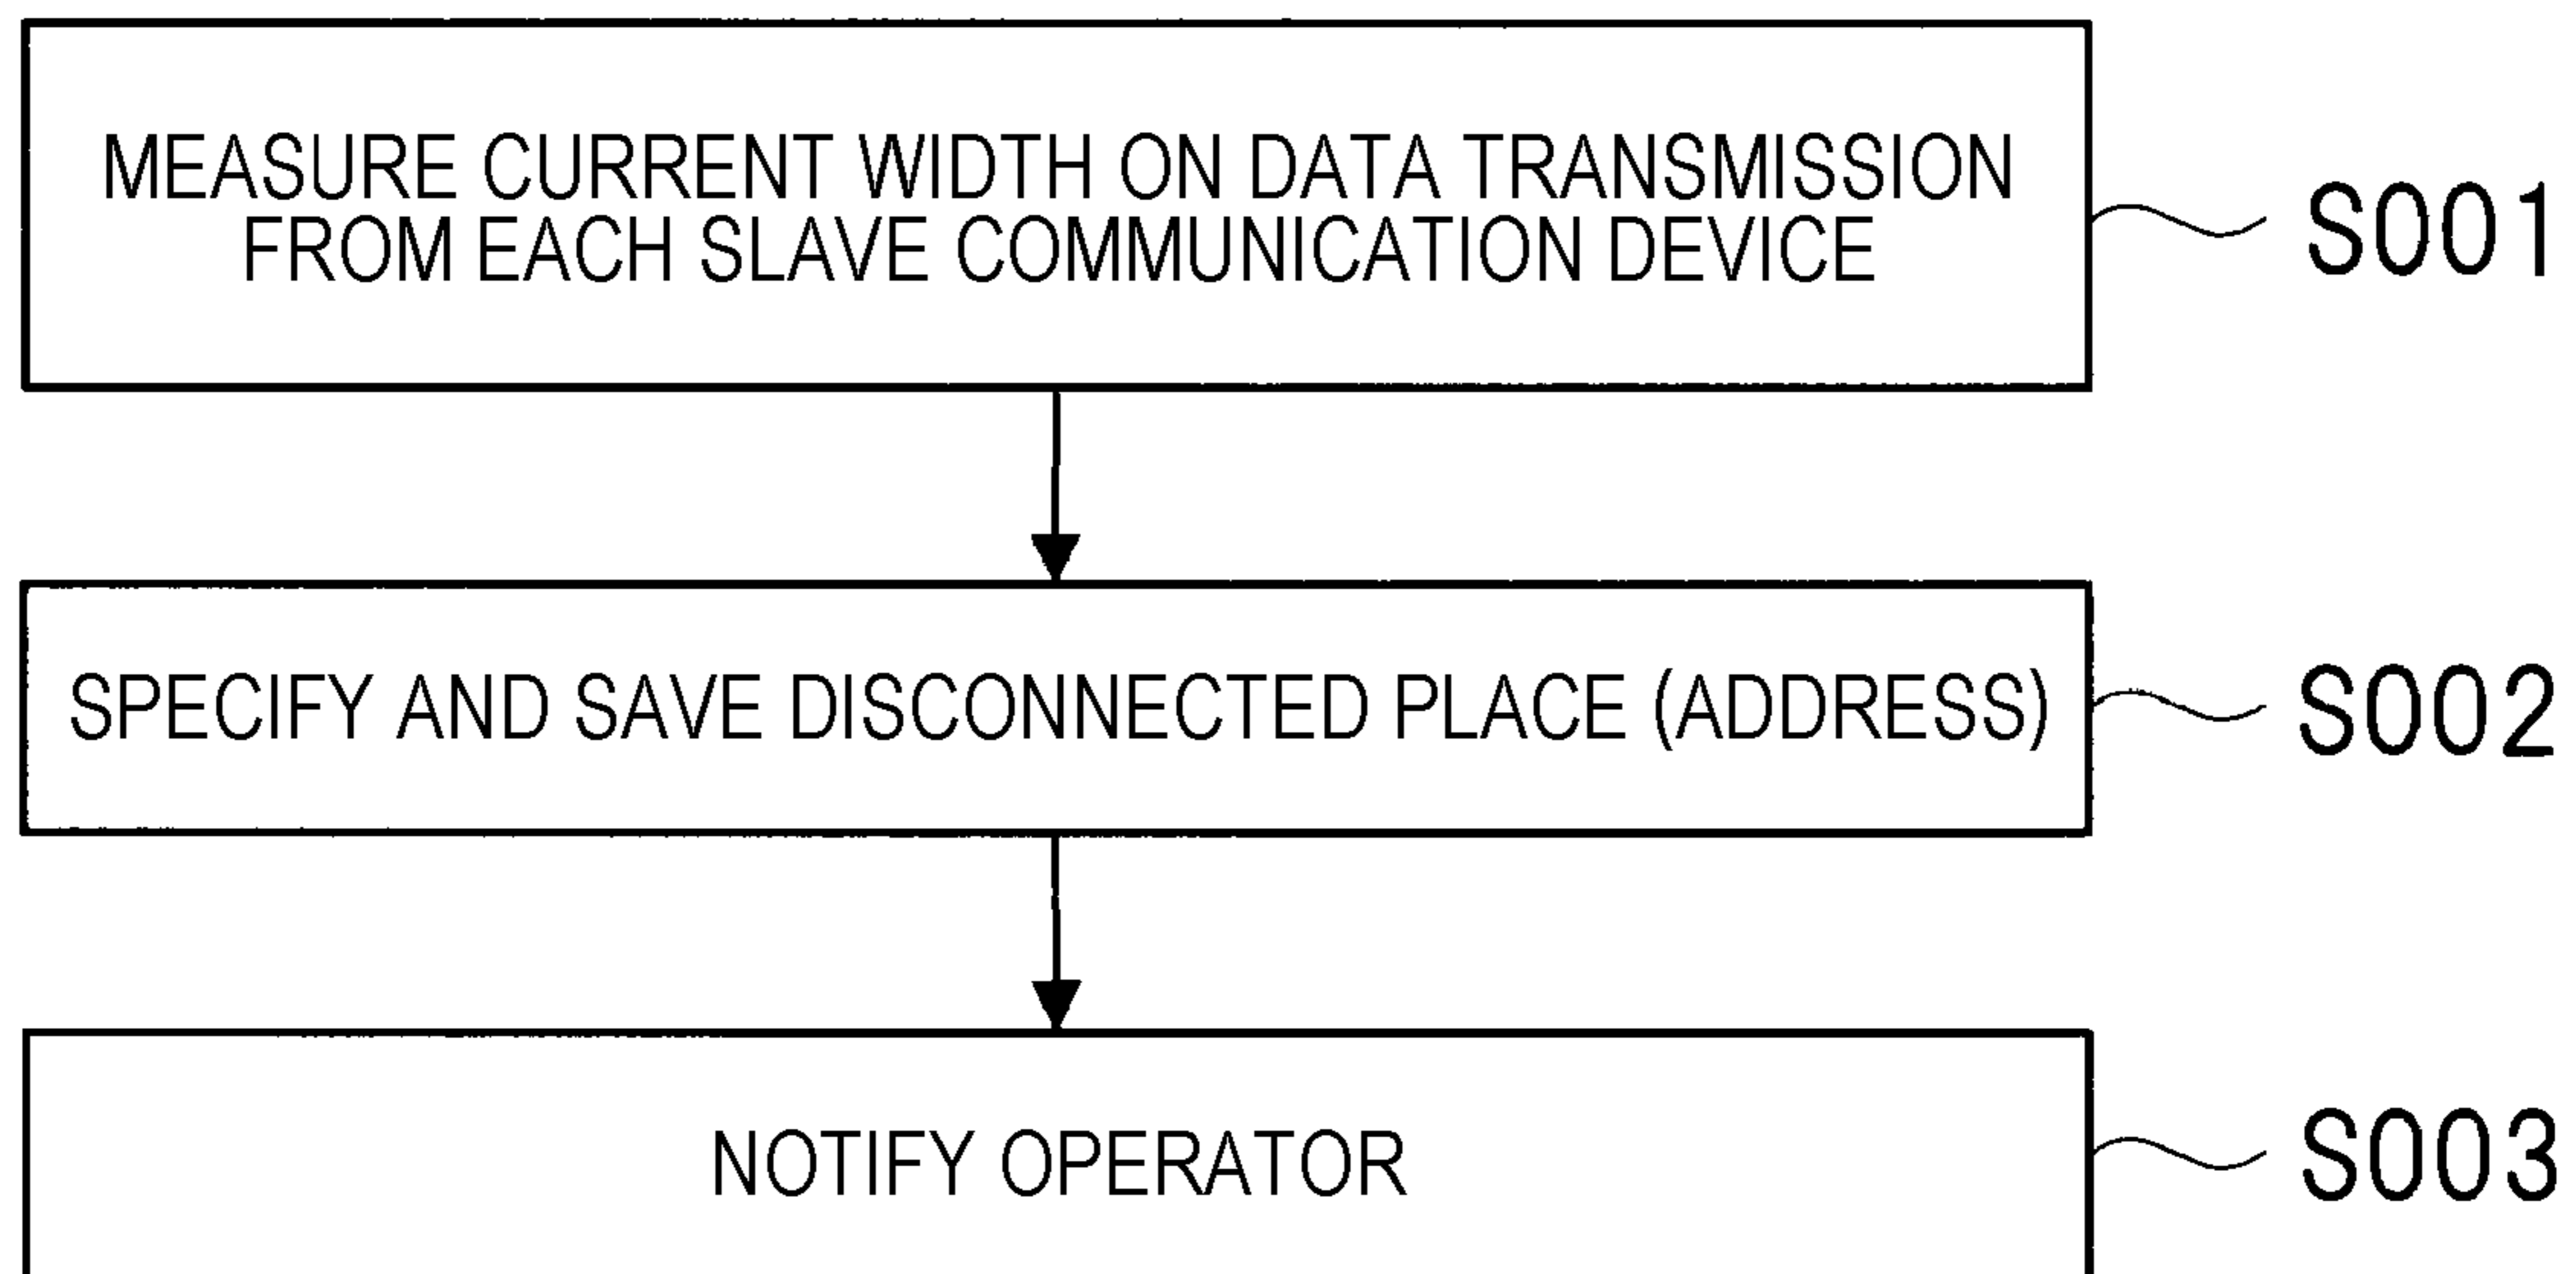 MEASURE CURRENT WIDTH ON DATA TRANSMISSION
FROM EACH SLAVE COMMUNICATION DEVICE
S001
SPECIFY AND SAVE DISCONNECTED PLACE (ADDRESS)
S002
NOTIFY OPERATOR
S003